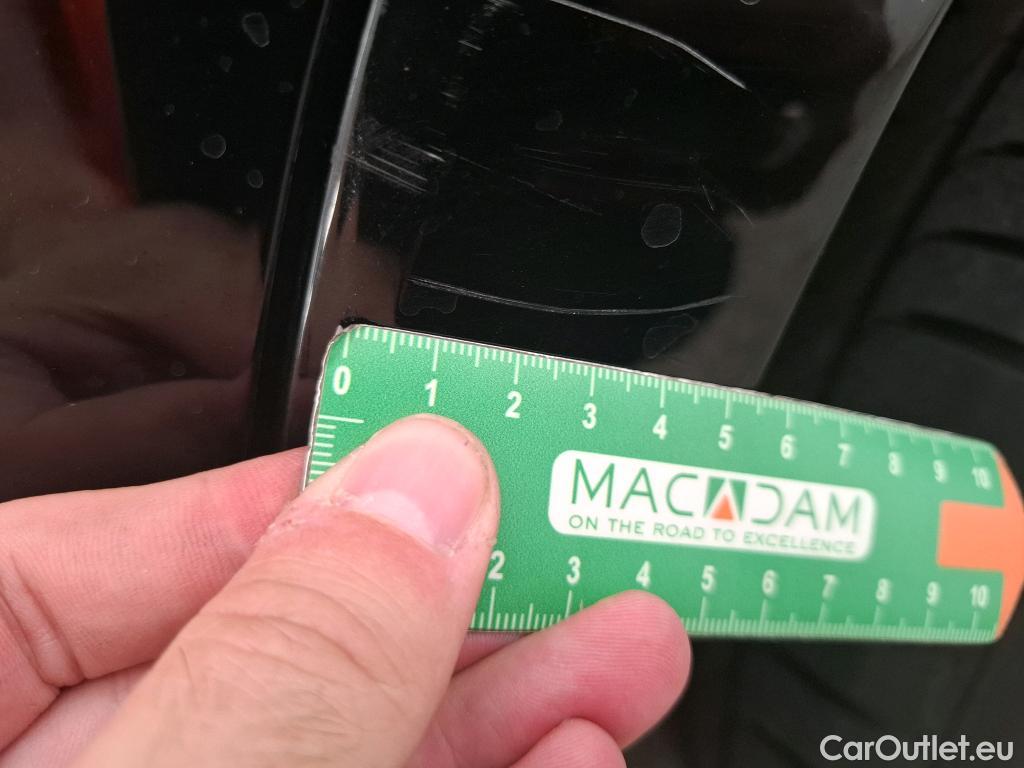 0 1 2 3 4 5 6 7 8 9 10
MACADAM
ON THE ROAD TO EXCELLENCE
2 3 4 5 6 7 8 9 10
CarOutlet.eu